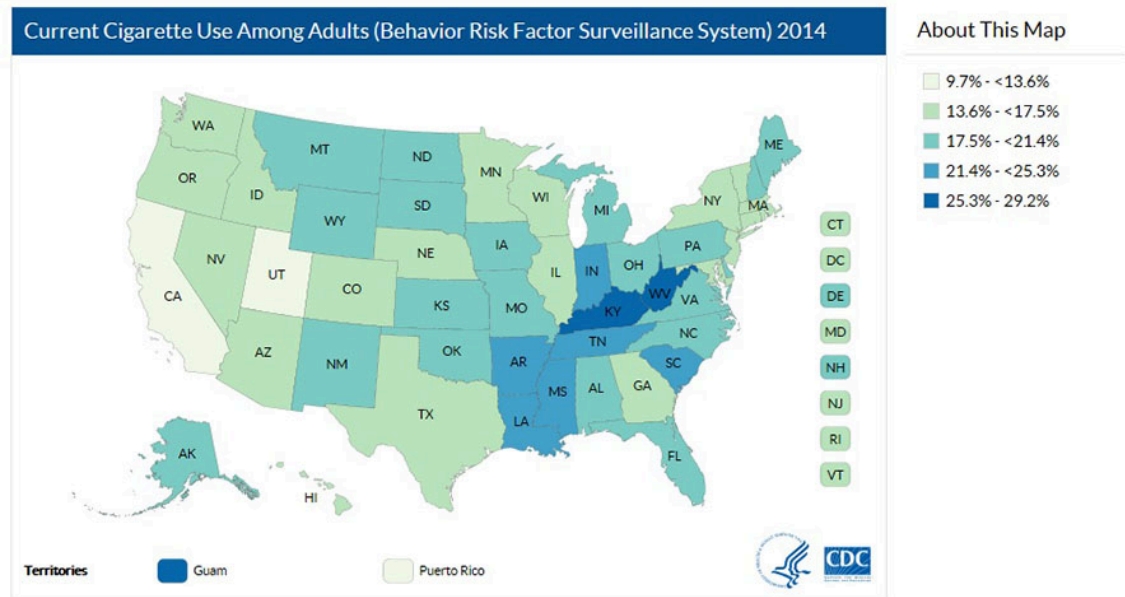 Current Cigarette Use Among Adults (Behavior Risk Factor Surveillance System) 2014
About This Map
9.7% - <13.6%
13.6% - <17.5%
17.5% - <21.4%
21.4% - <25.3%
25.3% - 29.2%
WA
MT
ND
MN
ME
OR
ID
WY
SD
WI
MI
NY
MA
NV
UT
CO
NE
IA
IL
IN
OH
PA
CA
KS
MO
KY
WV
VA
AZ
NM
OK
AR
TN
NC
SC
TX
LA
MS
AL
GA
FL
AK
HI
CT
DC
DE
MD
NH
NJ
RI
VT
Territories
Guam
Puerto Rico
CDC